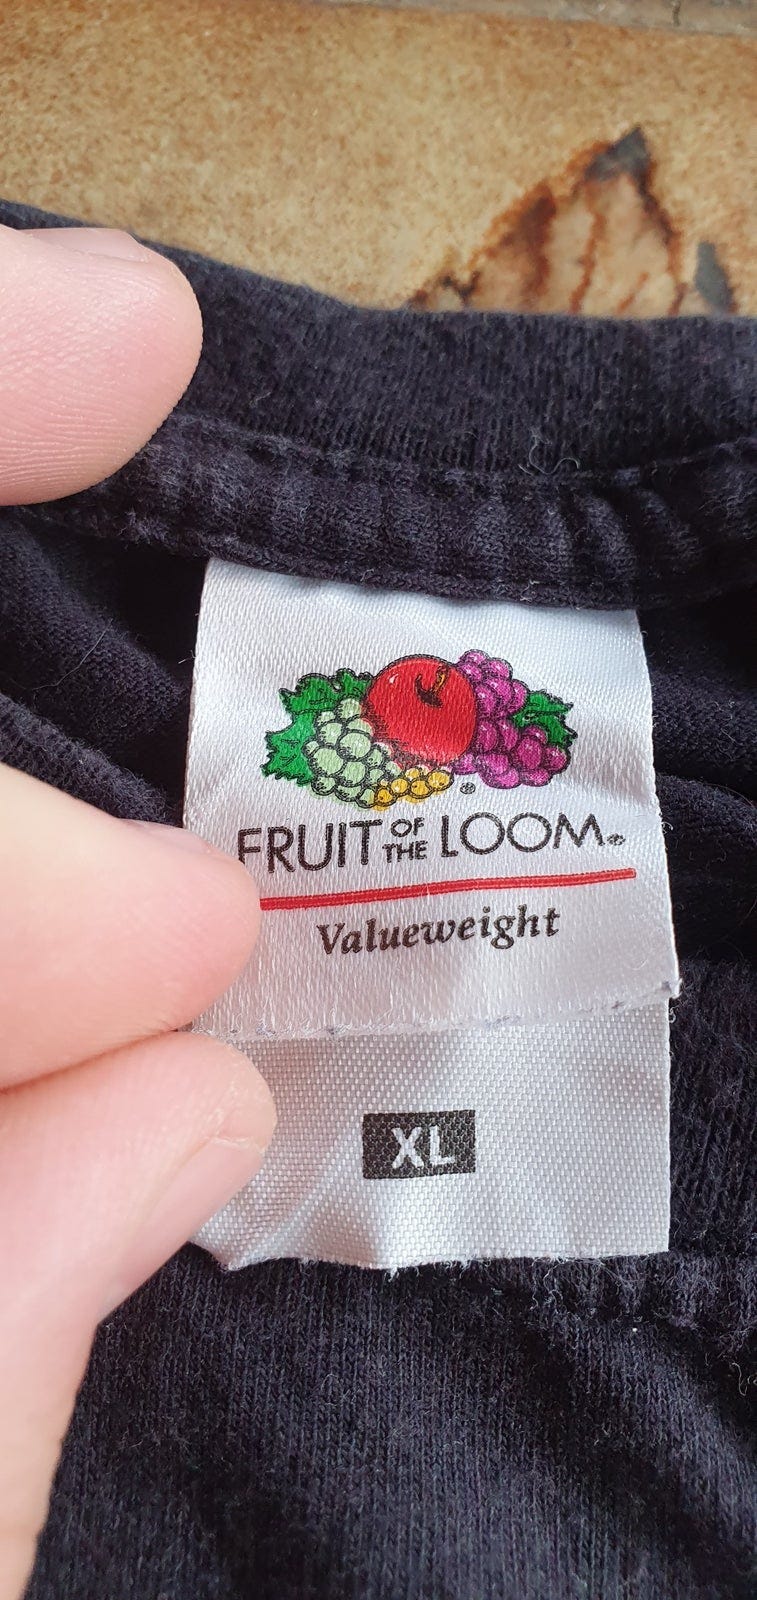 FRUIT OF THE LOOM®
Valueweight
XL